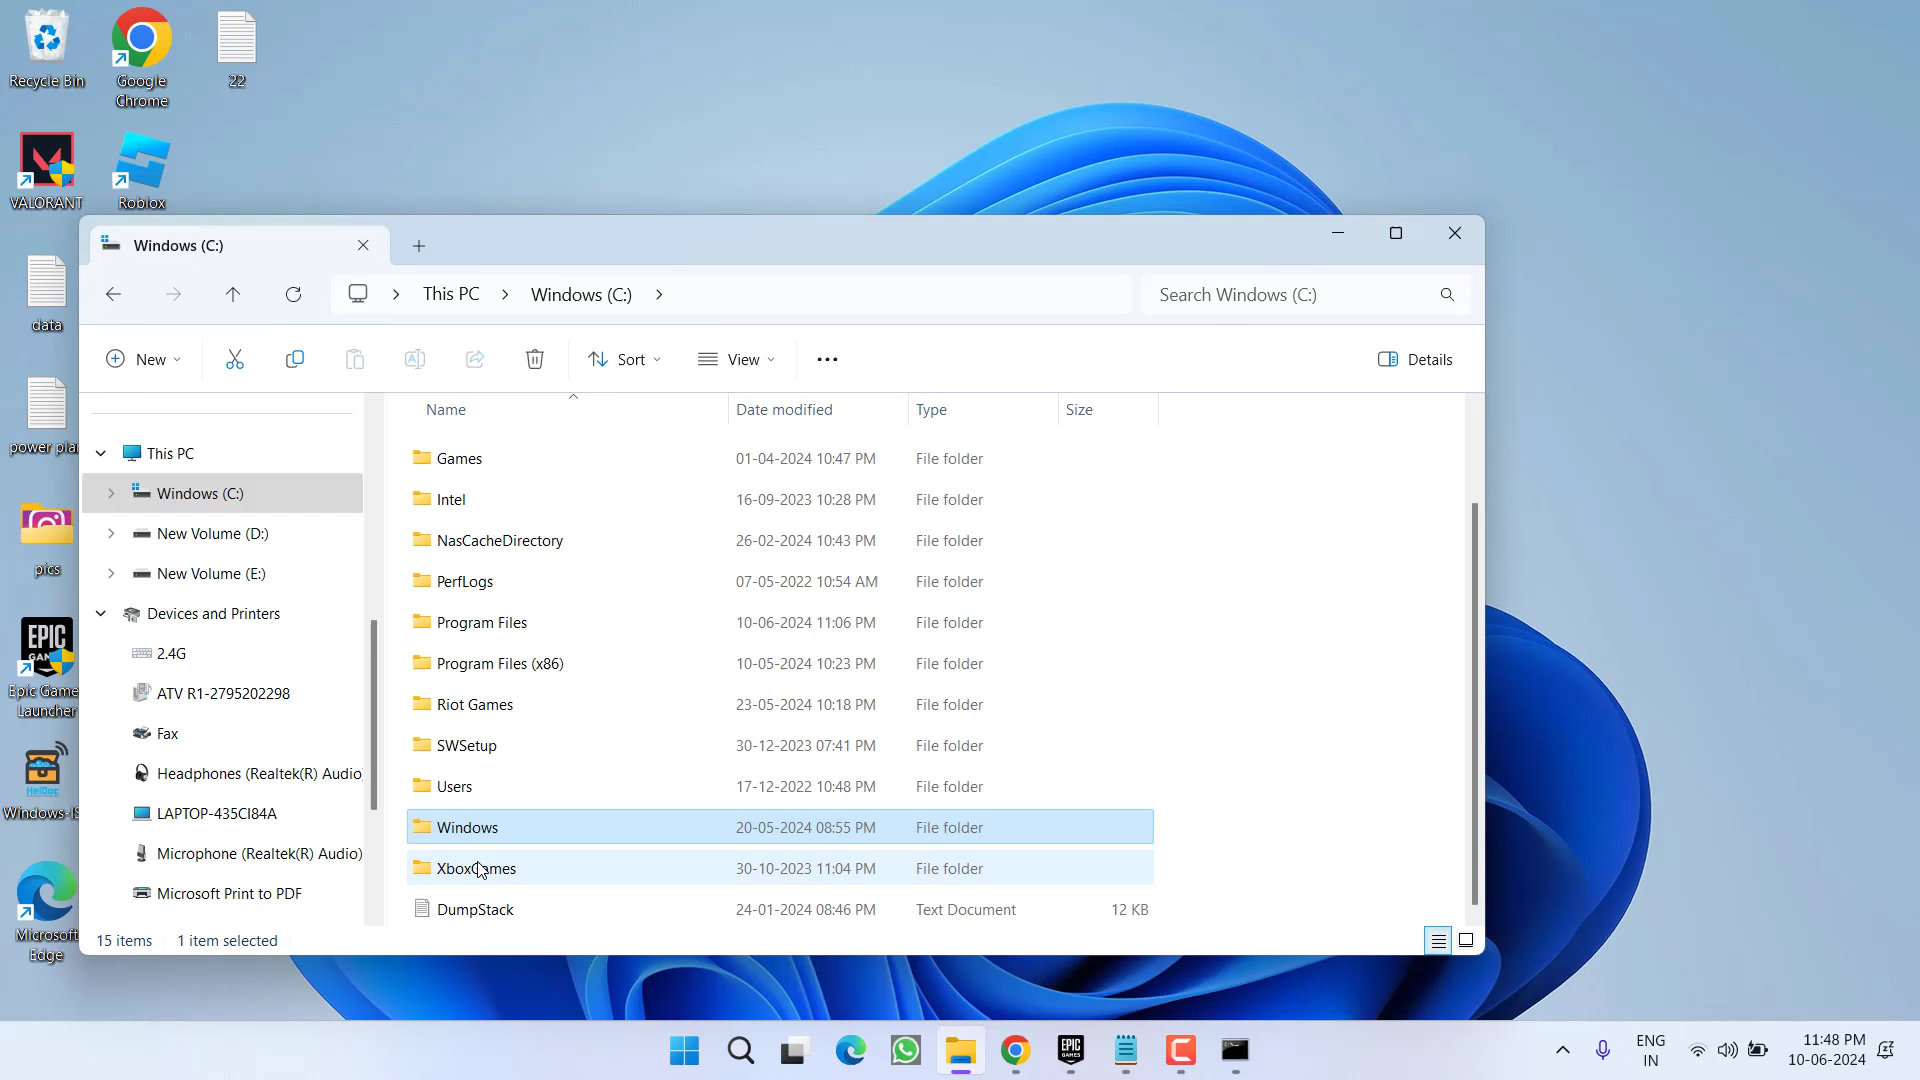 Recycle Bin
Google
Chrome
22
VALORANT
Roblox
data
power plan
pics
EPIC
GAMES
Epic Games
Launcher
HeiDoc
Windows-IS
Microsoft
Edge
Windows (C:)
This PC
Windows (C:)
Search Windows (C:)
New
Sort
View
Details
Name
Date modified
Type
Size
This PC
Windows (C:)
New Volume (D:)
New Volume (E:)
Devices and Printers
2.4G
ATV R1-2795202298
Fax
Headphones (Realtek(R) Audio)
LAPTOP-435CI84A
Microphone (Realtek(R) Audio)
Microsoft Print to PDF
Games 01-04-2024 10:47 PM File folder
Intel 16-09-2023 10:28 PM File folder
NasCacheDirectory 26-02-2024 10:43 PM File folder
PerfLogs 07-05-2022 10:54 AM File folder
Program Files 10-06-2024 11:06 PM File folder
Program Files (x86) 10-05-2024 10:23 PM File folder
Riot Games 23-05-2024 10:18 PM File folder
SWSetup 30-12-2023 07:41 PM File folder
Users 17-12-2022 10:48 PM File folder
Windows 20-05-2024 08:55 PM File folder
XboxGames 30-10-2023 11:04 PM File folder
DumpStack 24-01-2024 08:46 PM Text Document 12 KB
15 items 1 item selected
EPIC
GAMES
ENG
IN
11:48 PM
10-06-2024